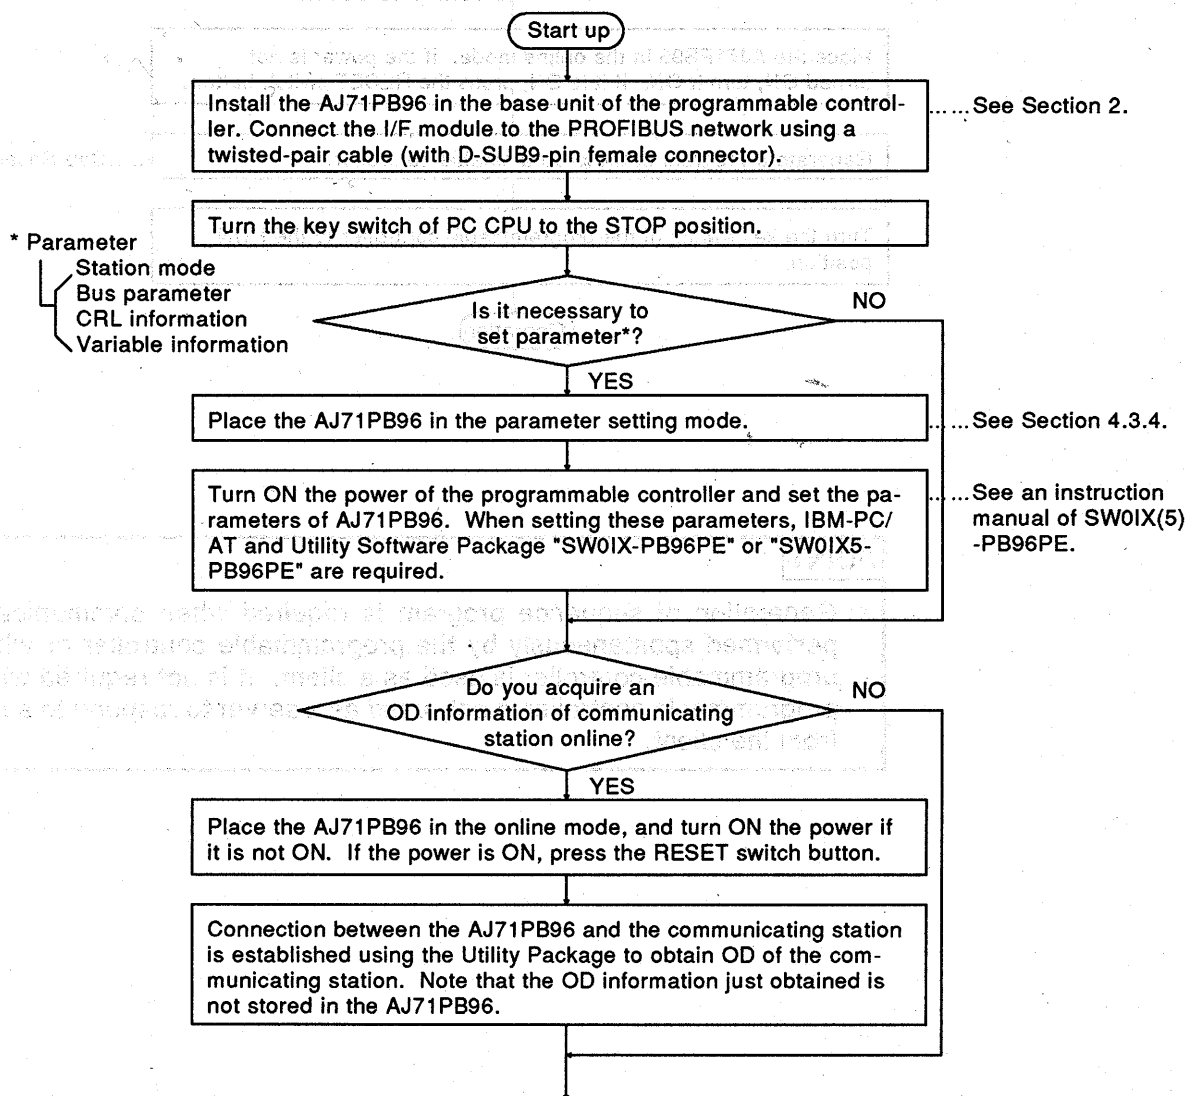 Start up
Install the AJ71PB96 in the base unit of the programmable control-
ler. Connect the I/F module to the PROFIBUS network using a
twisted-pair cable (with D-SUB9-pin female connector).
......See Section 2.
Turn the key switch of PC CPU to the STOP position.
* Parameter
Station mode
Bus parameter
CRL information
Variable information
Is it necessary to
set parameter*?
NO
YES
Place the AJ71PB96 in the parameter setting mode.
......See Section 4.3.4.
Turn ON the power of the programmable controller and set the pa-
rameters of AJ71PB96. When setting these parameters, IBM-PC/
AT and Utility Software Package "SW0IX-PB96PE" or "SW0IX5-
PB96PE" are required.
......See an instruction
manual of SW0IX(5)
-PB96PE.
Do you acquire an
OD information of communicating
station online?
NO
YES
Place the AJ71PB96 in the online mode, and turn ON the power if
it is not ON. If the power is ON, press the RESET switch button.
Connection between the AJ71PB96 and the communicating station
is established using the Utility Package to obtain OD of the com-
municating station. Note that the OD information just obtained is
not stored in the AJ71PB96.